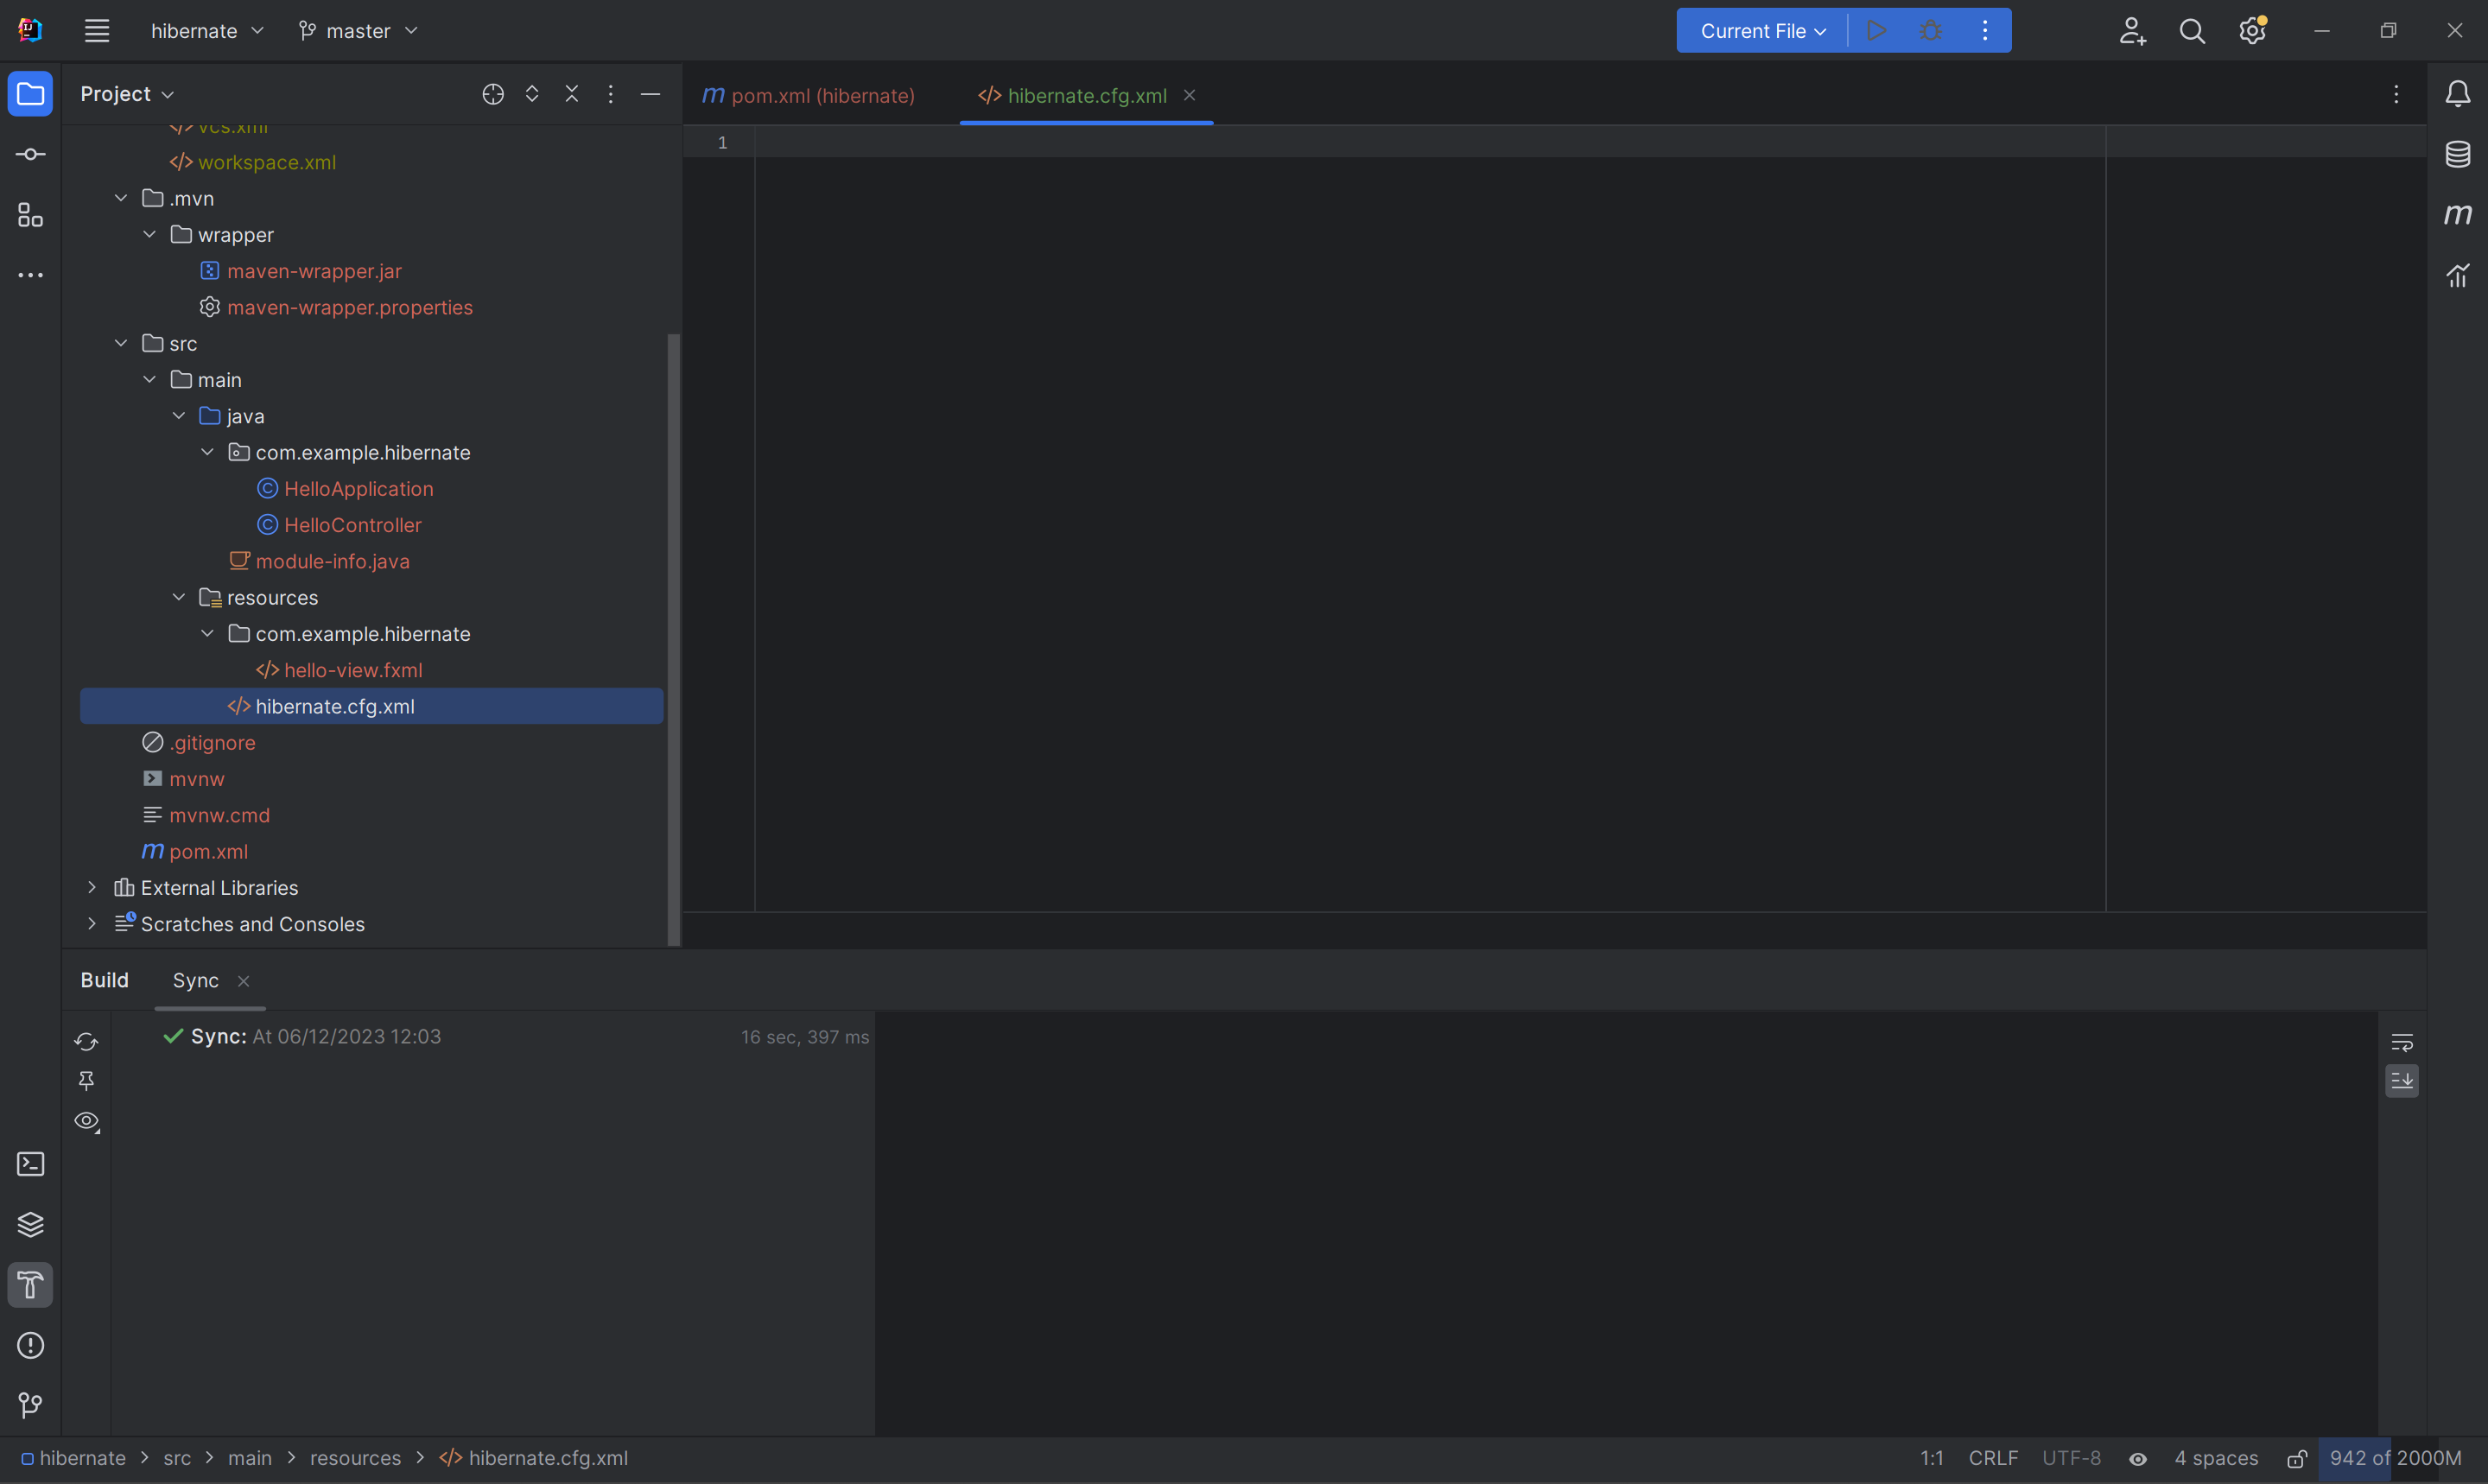 hibernate master Current File
Project
pom.xml (hibernate) hibernate.cfg.xml
vcs.xml
workspace.xml
.mvn
wrapper
maven-wrapper.jar
maven-wrapper.properties
src
main
java
com.example.hibernate
HelloApplication
HelloController
module-info.java
resources
com.example.hibernate
hello-view.fxml
hibernate.cfg.xml
.gitignore
mvnw
mvnw.cmd
pom.xml
External Libraries
Scratches and Consoles
1
Build Sync
Sync: At 06/12/2023 12:03 16 sec, 397 ms
hibernate > src > main > resources > hibernate.cfg.xml 1:1 CRLF UTF-8 4 spaces 942 of 2000M